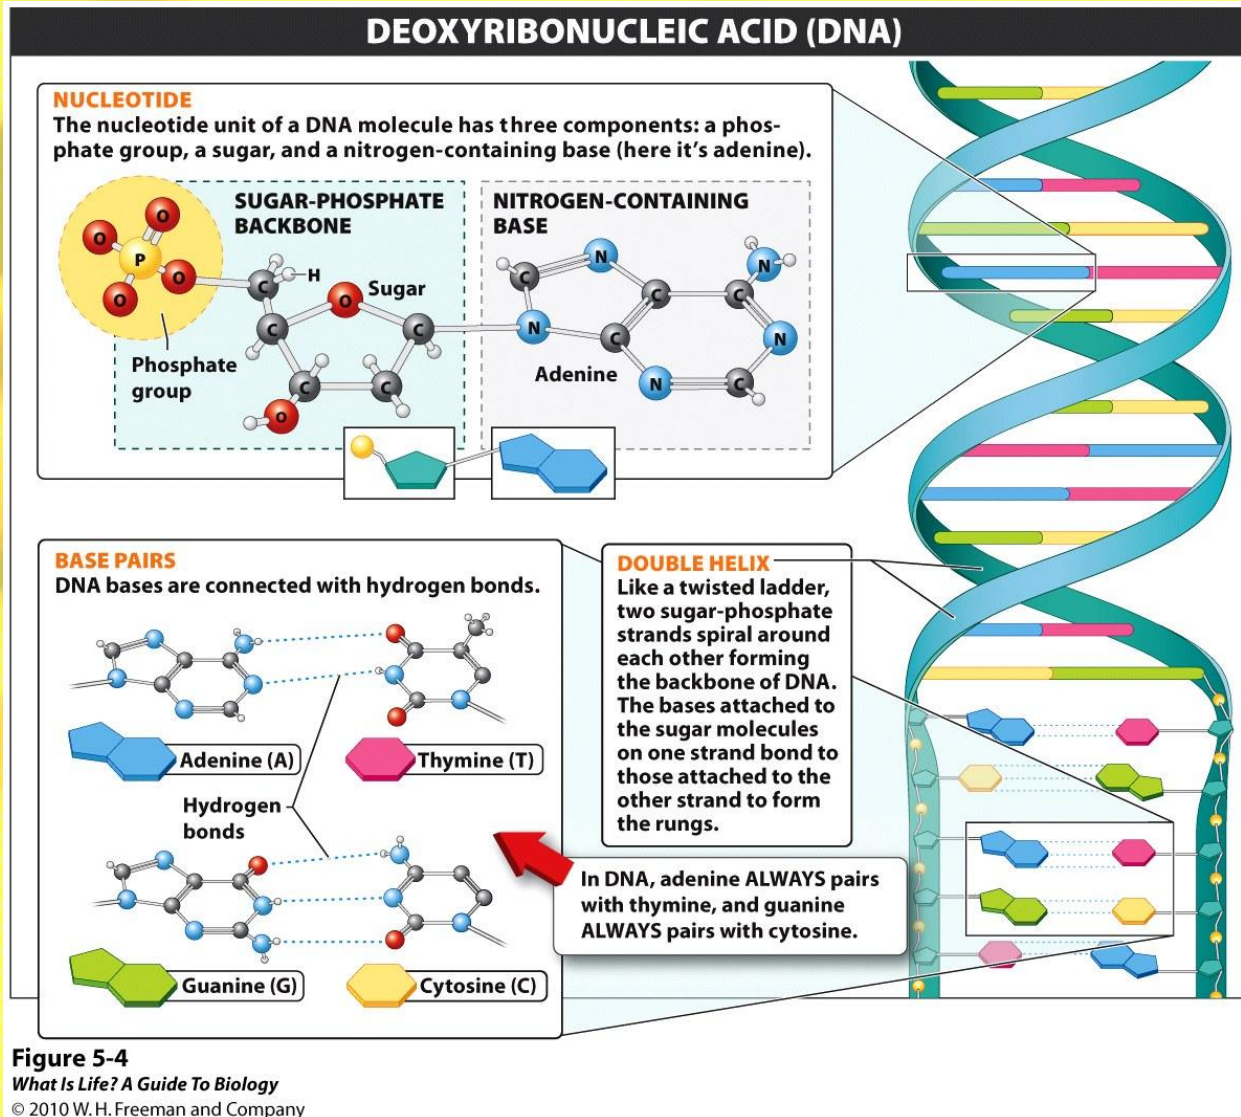 DEOXYRIBONUCLEIC ACID (DNA)
NUCLEOTIDE
The nucleotide unit of a DNA molecule has three components: a phos-
phate group, a sugar, and a nitrogen-containing base (here it's adenine).
SUGAR-PHOSPHATE
BACKBONE
NITROGEN-CONTAINING
BASE
O
O
P
O
O
C
H
O
Sugar
C
C
C
C
O
Phosphate
group
N
C
N
C
C
C
N
N
N
C
Adenine
BASE PAIRS
DNA bases are connected with hydrogen bonds.
Adenine (A)
Thymine (T)
Hydrogen
bonds
Guanine (G)
Cytosine (C)
DOUBLE HELIX
Like a twisted ladder,
two sugar-phosphate
strands spiral around
each other forming
the backbone of DNA.
The bases attached to
the sugar molecules
on one strand bond to
those attached to the
other strand to form
the rungs.
In DNA, adenine ALWAYS pairs
with thymine, and guanine
ALWAYS pairs with cytosine.
Figure 5-4
What Is Life? A Guide To Biology
© 2010 W. H. Freeman and Company